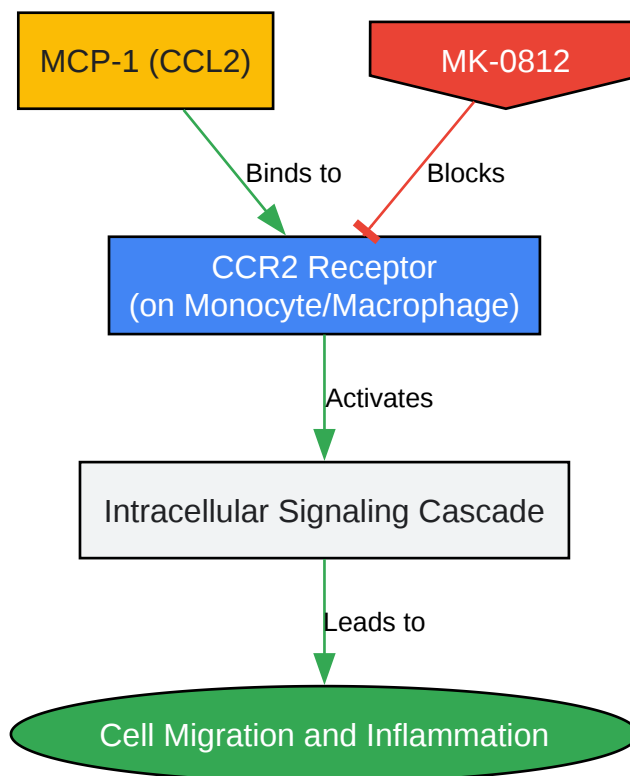 MCP-1 (CCL2)
MK-0812
Binds to
Blocks
CCR2 Receptor
(on Monocyte/Macrophage)
Activates
Intracellular Signaling Cascade
Leads to
Cell Migration and Inflammation